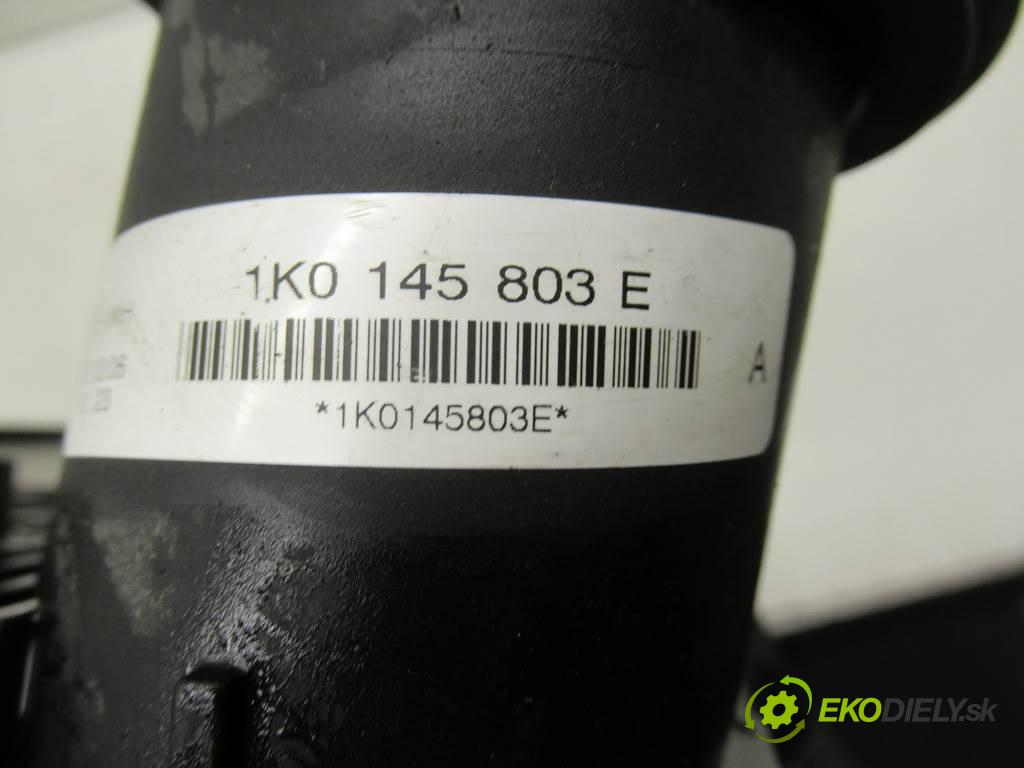 1K0 145 803 E
A
*1K0145803E*
EKODIELY.sk